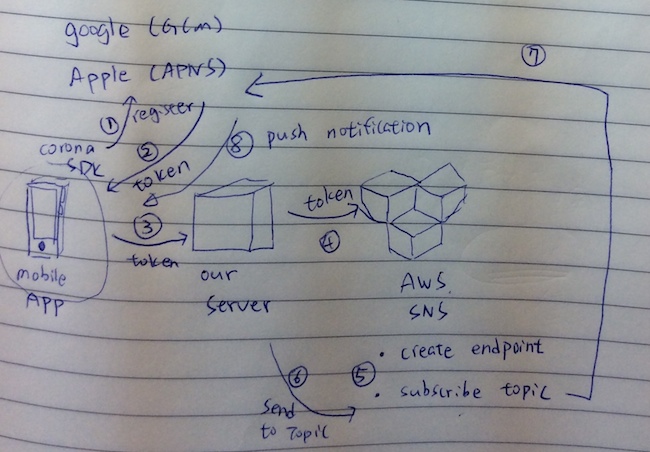 google (GCM)
Apple (APNS)
⑦
① register
corona
SDK
②
token
⑧ push notification
③
token
token
④
mobile
App
our
server
AWS
SNS
• create endpoint
⑤ • subscribe topic
⑥
send
to Topic